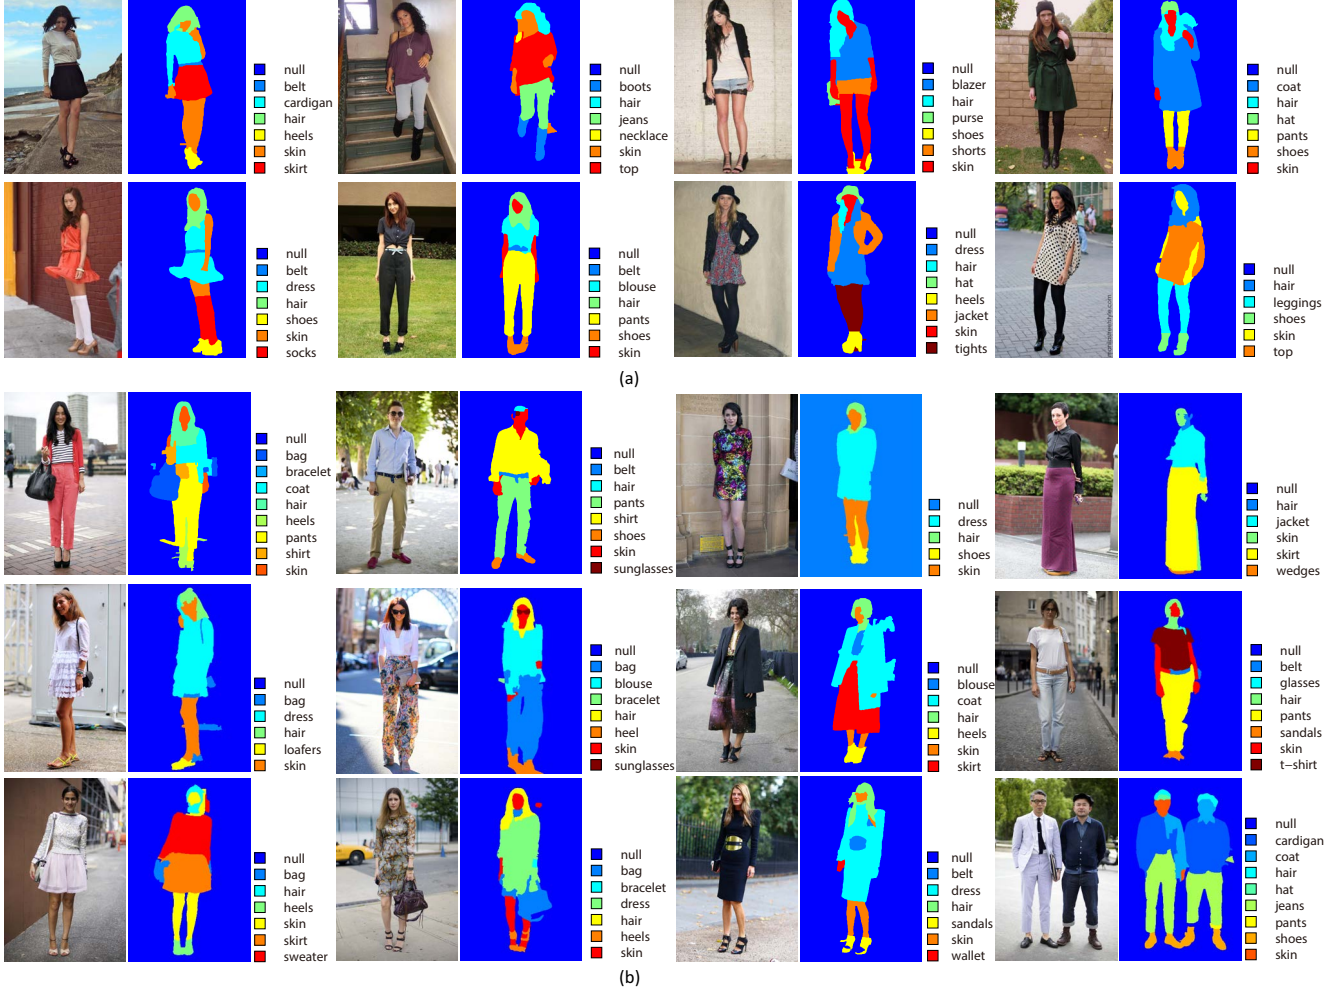 null
belt
cardigan
hair
heels
skin
skirt
null
boots
hair
jeans
necklace
skin
top
null
blazer
hair
purse
shoes
shorts
skin
null
coat
hair
hat
pants
shoes
skin
null
belt
dress
hair
shoes
skin
socks
null
belt
blouse
hair
pants
shoes
skin
null
dress
hair
hat
heels
jacket
skin
tights
null
hair
leggings
shoes
skin
top
(a)
null
bag
bracelet
coat
hair
heels
pants
shirt
skin
null
belt
hair
pants
shirt
shoes
skin
sunglasses
null
dress
hair
shoes
skin
null
hair
jacket
skin
skirt
wedges
null
bag
dress
hair
loafers
skin
null
bag
blouse
bracelet
hair
heel
skin
sunglasses
null
blouse
coat
hair
heels
skin
skirt
null
belt
glasses
hair
pants
sandals
skin
t-shirt
null
bag
hair
heels
skin
skirt
sweater
null
bag
bracelet
dress
hair
heels
skin
null
belt
dress
hair
sandals
skin
wallet
null
cardigan
coat
hair
hat
jeans
pants
shoes
skin
(b)